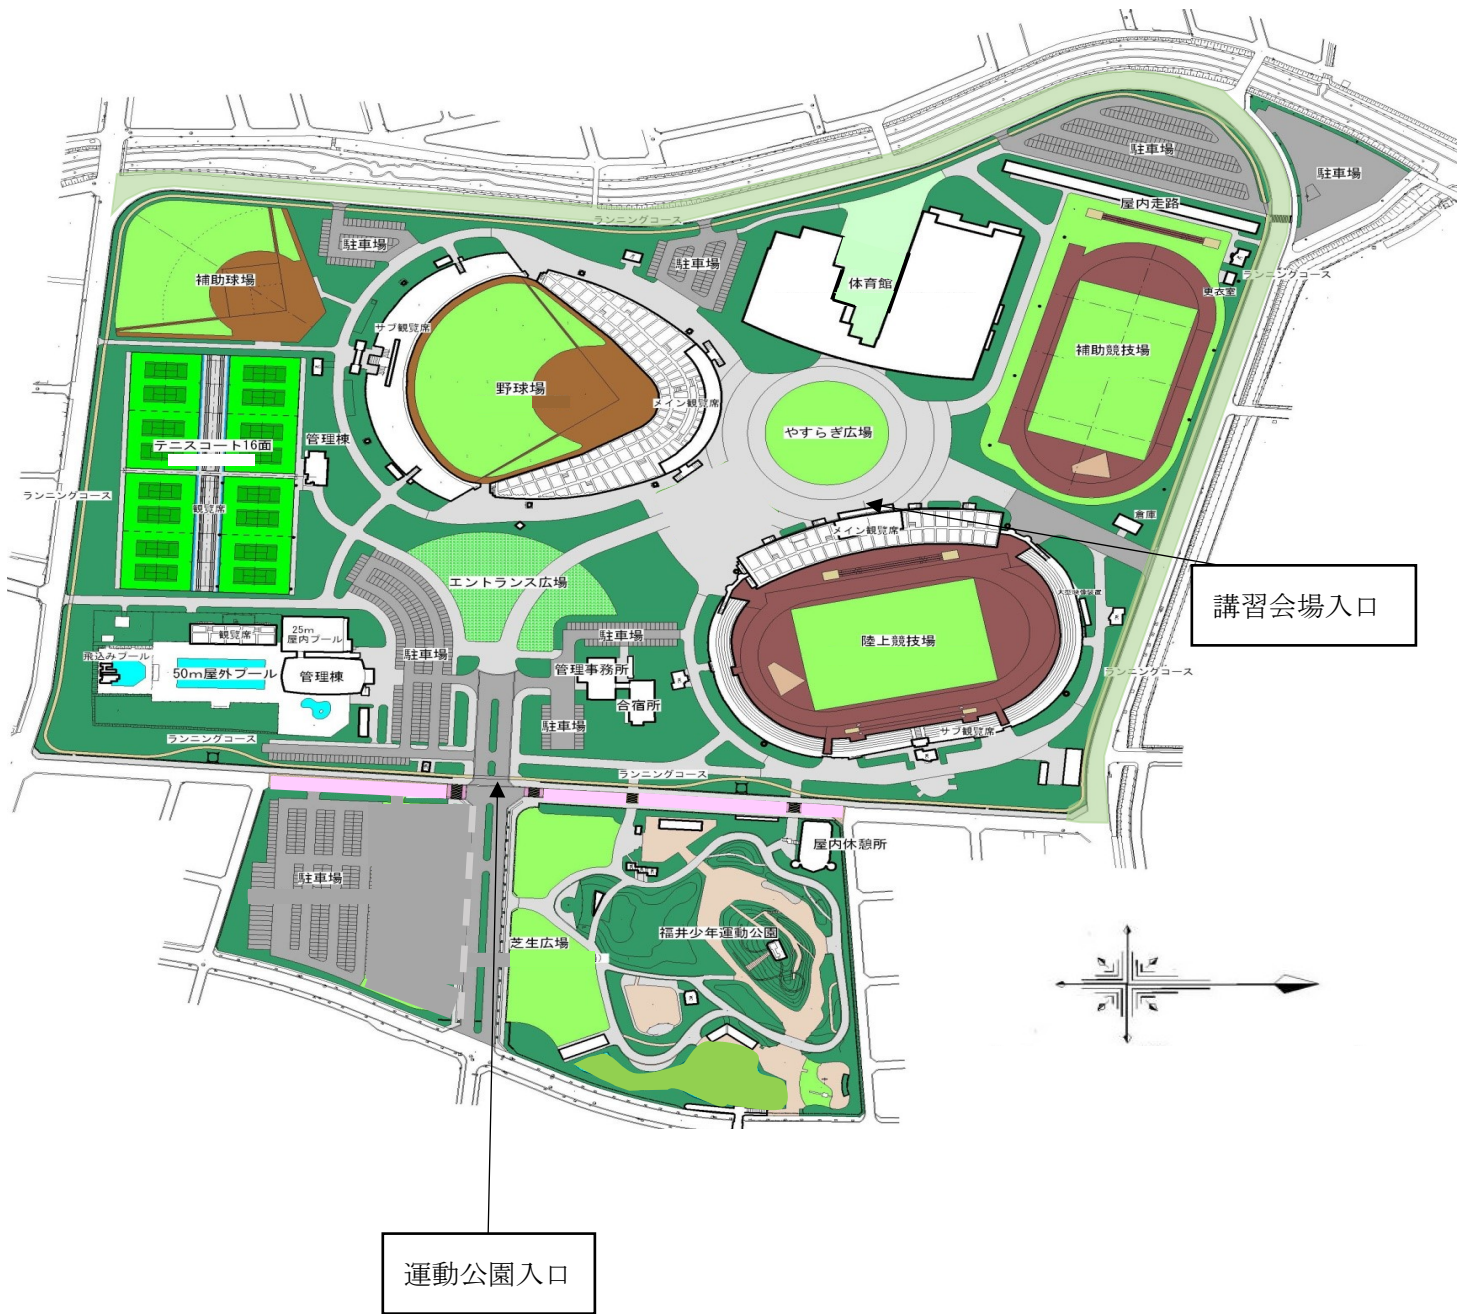 駐車場
駐車場
屋内走路
ランニングコース
駐車場
駐車場
補助球場
体育館
ランニングコース
更衣室
サブ観覧席
補助競技場
野球場
メイン観覧席
やすらぎ広場
管理棟
テニスコート16面
ランニングコース
観覧席
倉庫
メイン観覧席
エントランス広場
大型映像装置
講習会場入口
観覧席
25m
屋内プール
駐車場
陸上競技場
飛込みプール
50m屋外プール
管理棟
駐車場
管理事務所
ランニングコース
合宿所
駐車場
サブ観覧席
ランニングコース
ランニングコース
屋内休憩所
駐車場
芝生広場
福井少年運動公園
運動公園入口